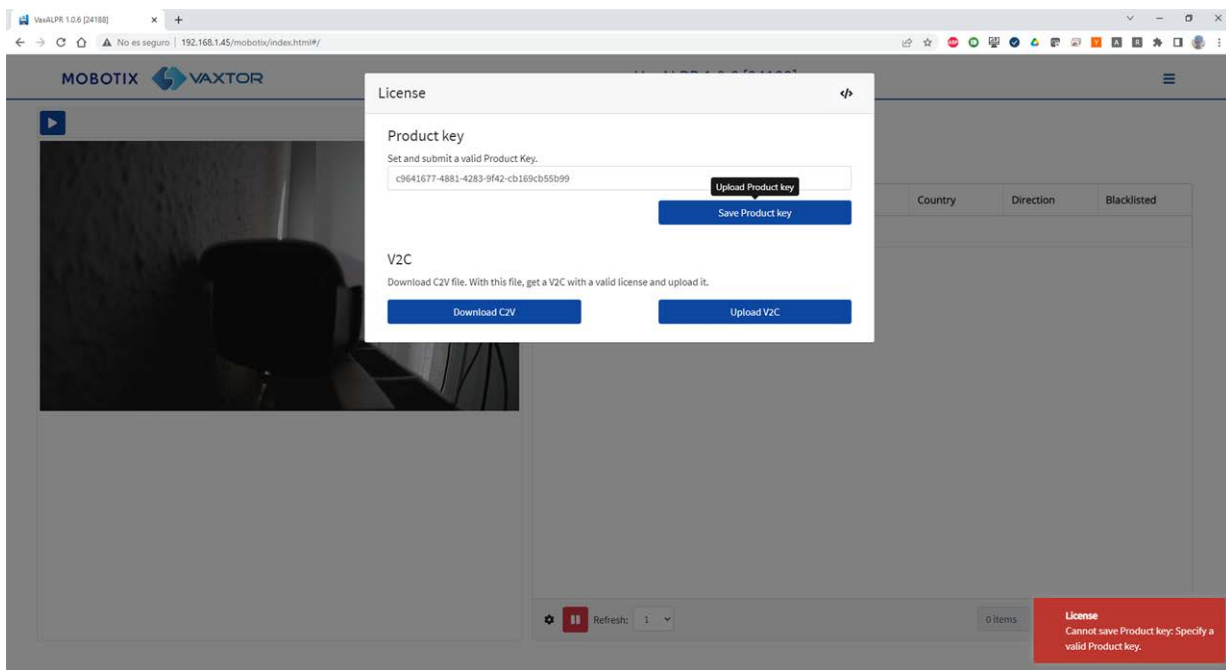 VaxALPR 1.0.6 [24188]
No es seguro | 192.168.1.45/mobotix/index.html#/
MOBOTIX VAXTOR
License
Product key
Set and submit a valid Product Key.
c9641677-4881-4283-9f42-cb169cb55b99
Upload Product key
Save Product key
Country Direction Blacklisted
V2C
Download C2V file. With this file, get a V2C with a valid license and upload it.
Download C2V Upload V2C
Refresh: 1
0 items
License
Cannot save Product key: Specify a
valid Product key.